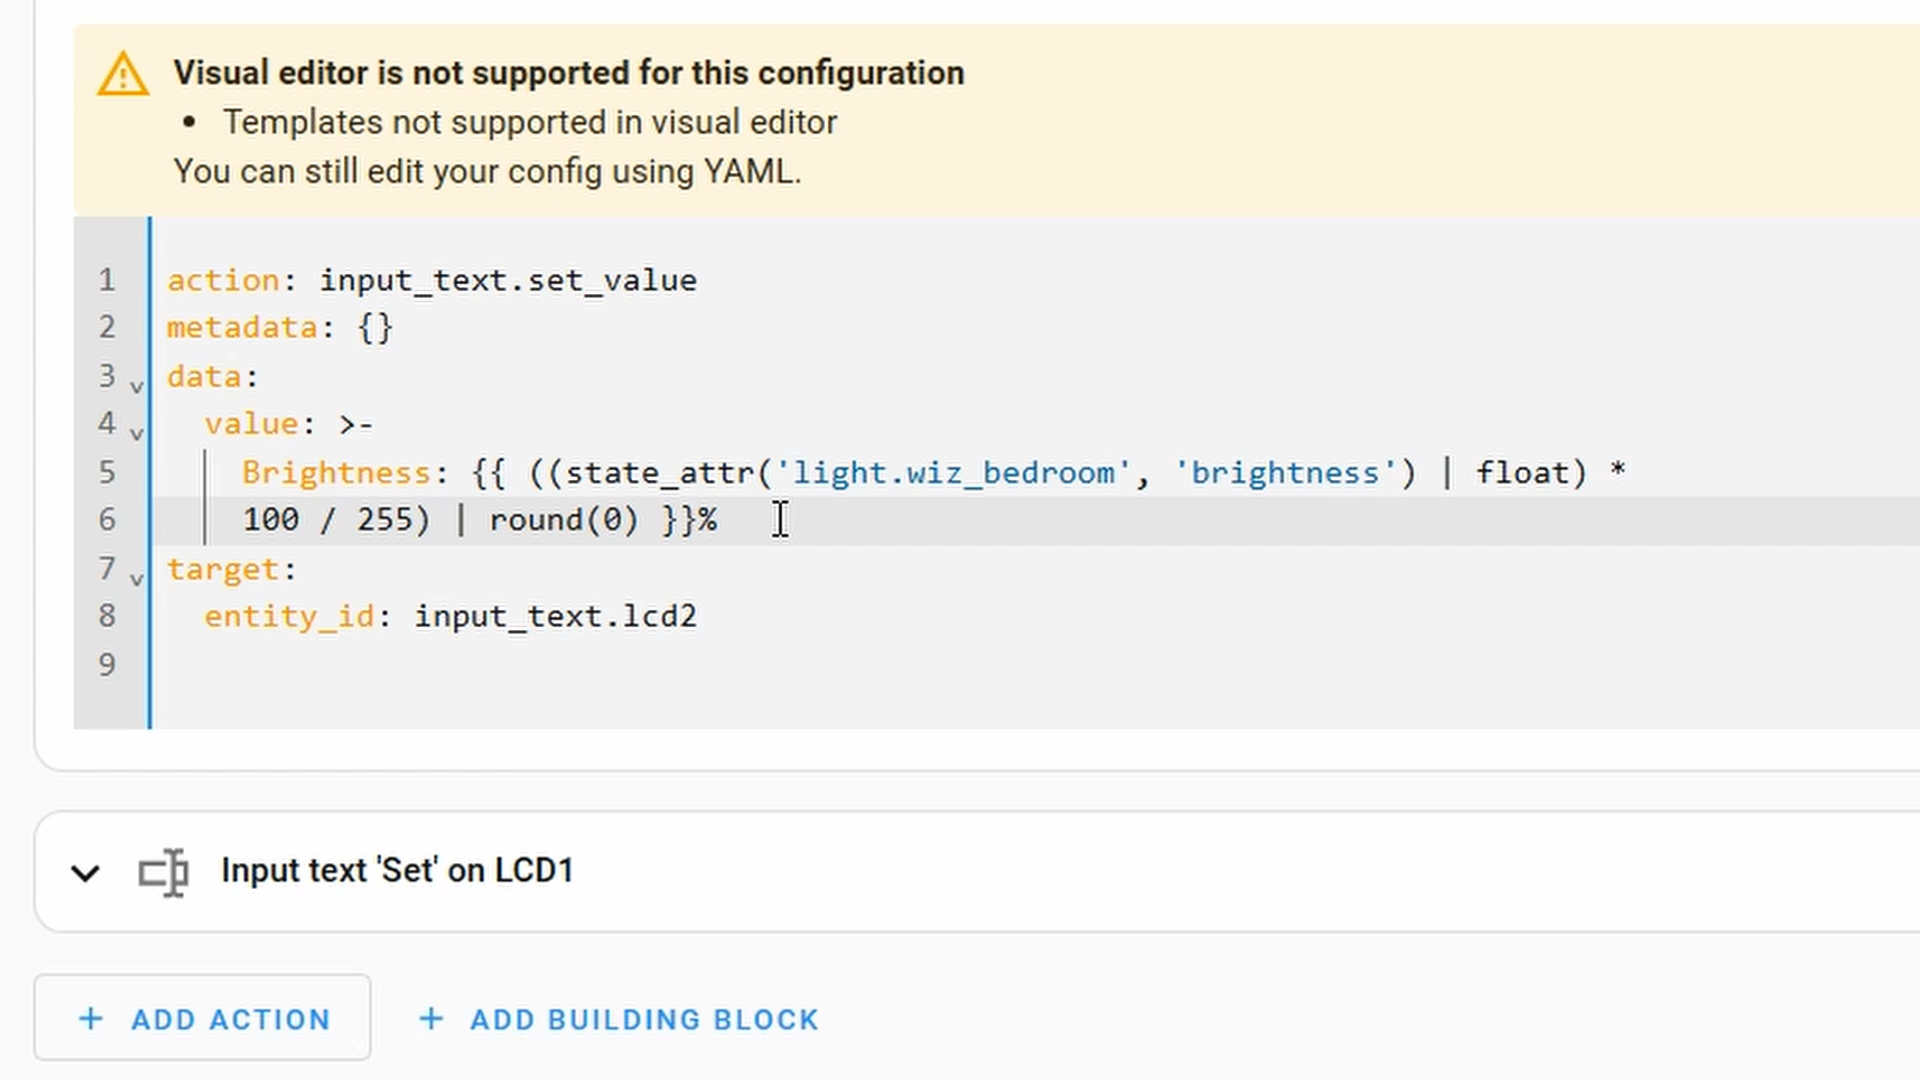 Visual editor is not supported for this configuration
• Templates not supported in visual editor
You can still edit your config using YAML.
1 action: input_text.set_value
2 metadata: {}
3 data:
4   value: >-
5     Brightness: {{ ((state_attr('light.wiz_bedroom', 'brightness') | float) *
6     100 / 255) | round(0) }}%
7 target:
8   entity_id: input_text.lcd2
9
Input text 'Set' on LCD1
+ ADD ACTION + ADD BUILDING BLOCK